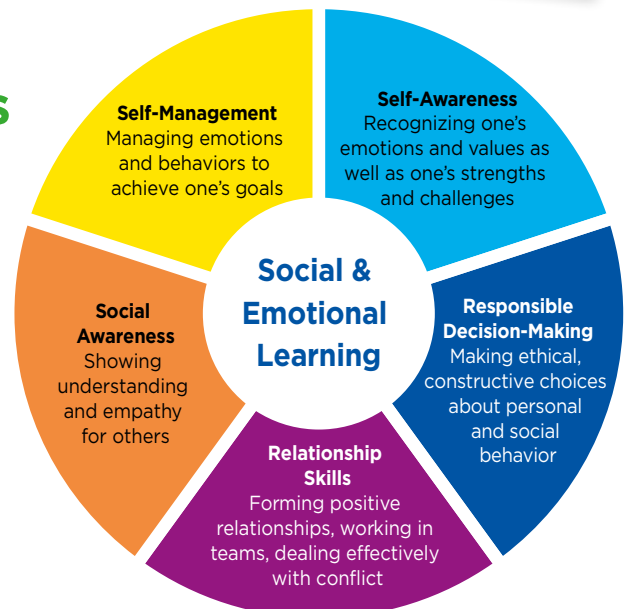 s
Self-Management
Managing emotions
and behaviors to
achieve one's goals
Self-Awareness
Recognizing one's
emotions and values as
well as one's strengths
and challenges
Social &
Emotional
Learning
Social
Awareness
Showing
understanding
and empathy
for others
Responsible
Decision-Making
Making ethical,
constructive choices
about personal
and social
behavior
Relationship
Skills
Forming positive
relationships, working in
teams, dealing effectively
with conflict